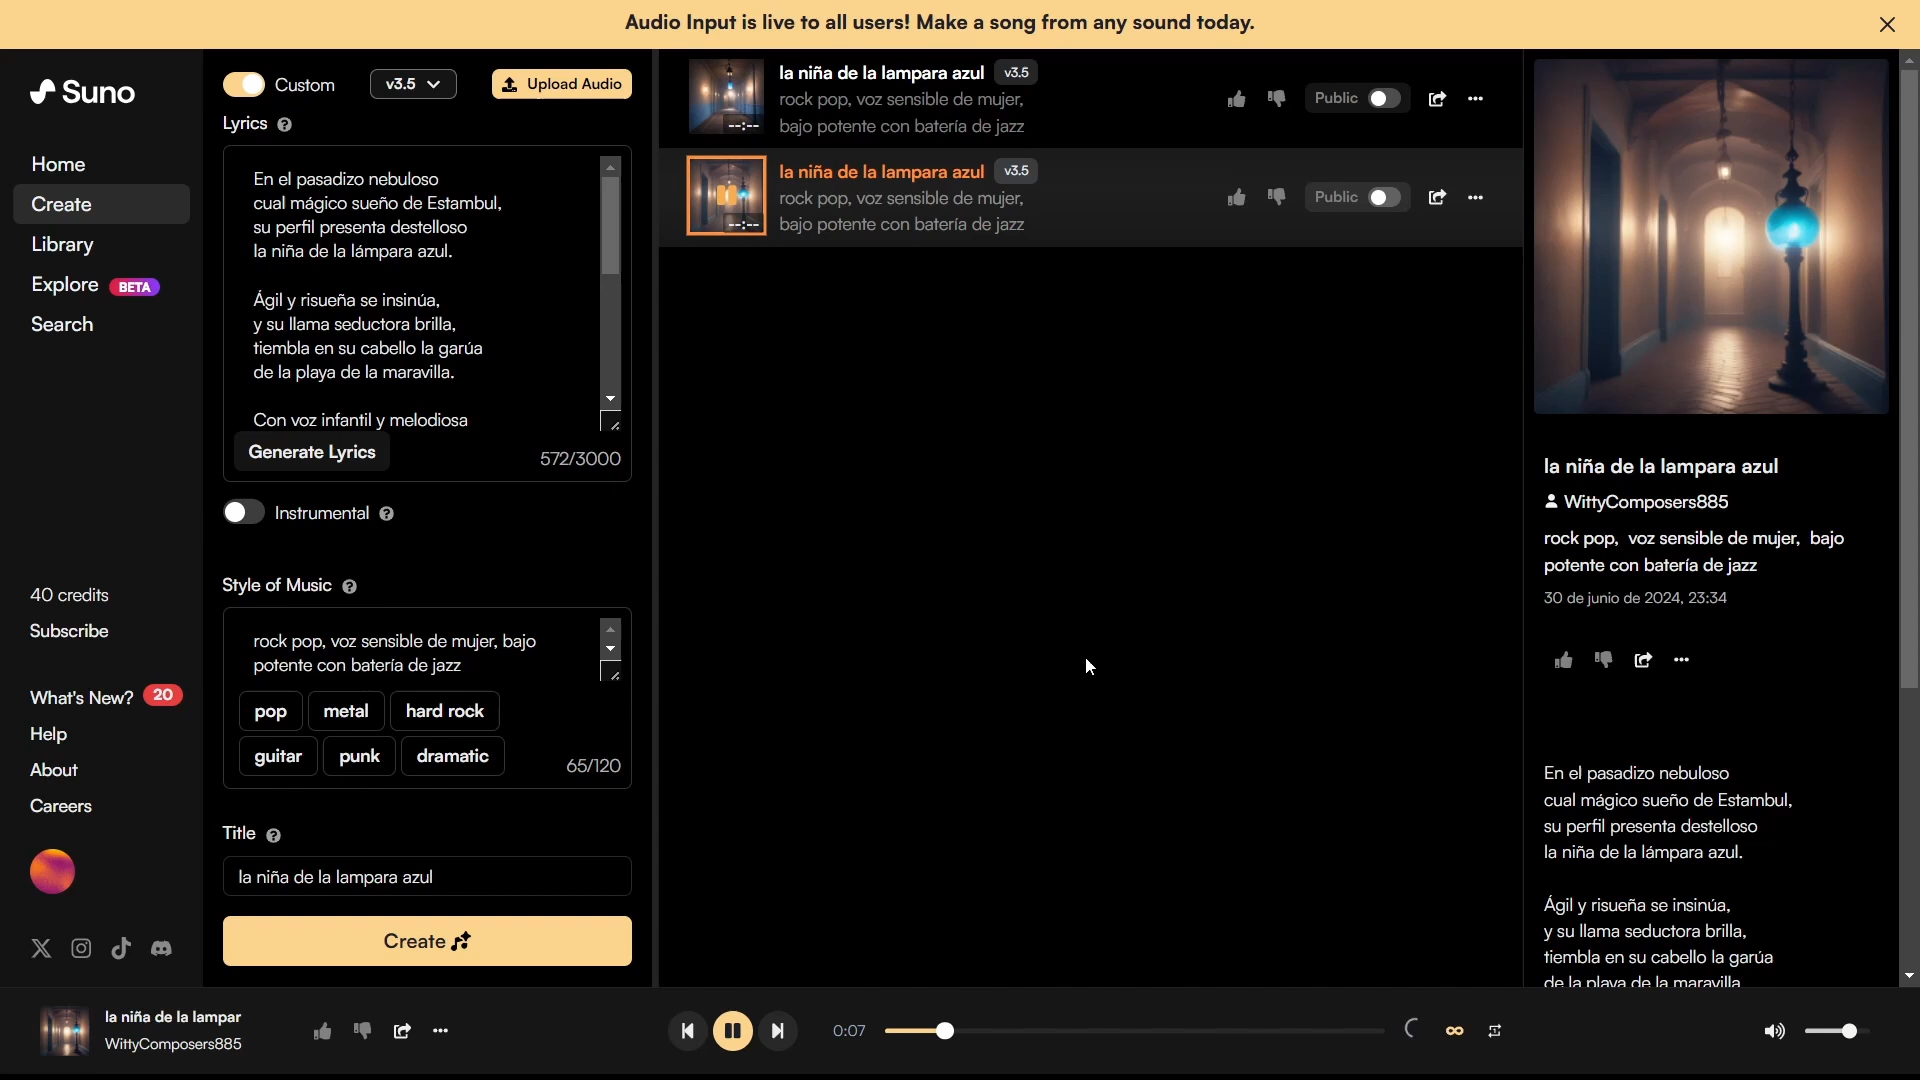 Audio Input is live to all users! Make a song from any sound today.
Suno
Home
Create
Library
Explore BETA
Search
40 credits
Subscribe
What's New? 20
Help
About
Careers
Custom
v3.5
Upload Audio
Lyrics
En el pasadizo nebuloso
cual mágico sueño de Estambul,
su perfil presenta destelloso
la niña de la lámpara azul.
Ágil y risueña se insinúa,
y su llama seductora brilla,
tiembla en su cabello la garúa
de la playa de la maravilla.
Con voz infantil y melodiosa
Generate Lyrics
572/3000
Instrumental
Style of Music
rock pop, voz sensible de mujer, bajo
potente con batería de jazz
pop metal hard rock
guitar punk dramatic
65/120
Title
la niña de la lampara azul
Create
la niña de la lampara azul v3.5
rock pop, voz sensible de mujer,
bajo potente con batería de jazz
--:--
Public
la niña de la lampara azul v3.5
rock pop, voz sensible de mujer,
bajo potente con batería de jazz
--:--
Public
la niña de la lampara azul
WittyComposers885
rock pop, voz sensible de mujer, bajo
potente con batería de jazz
30 de junio de 2024, 23:34
En el pasadizo nebuloso
cual mágico sueño de Estambul,
su perfil presenta destelloso
la niña de la lámpara azul.
Ágil y risueña se insinúa,
y su llama seductora brilla,
tiembla en su cabello la garúa
de la playa de la maravilla
la niña de la lampar
WittyComposers885
0:07